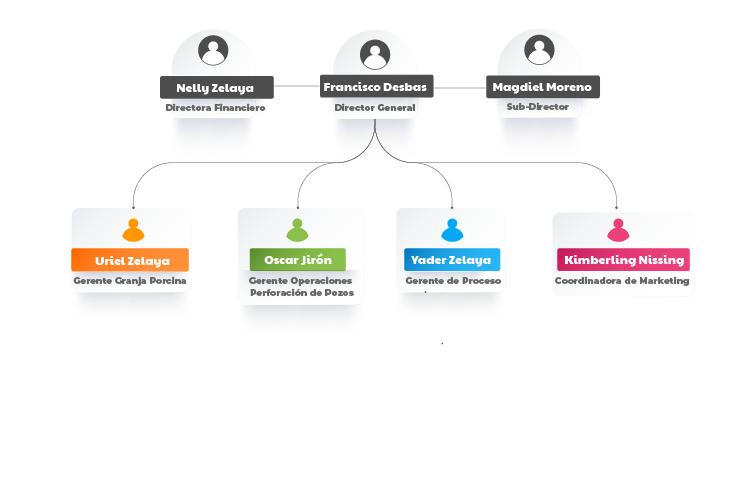 Nelly Zelaya
Directora Financiero
Francisco Desbas
Director General
Magdiel Moreno
Sub-Director
Uriel Zelaya
Gerente Granja Porcina
Oscar Jirón
Gerente Operaciones
Perforación de Pozos
Yader Zelaya
Gerente de Proceso
Kimberling Nissing
Coordinadora de Marketing